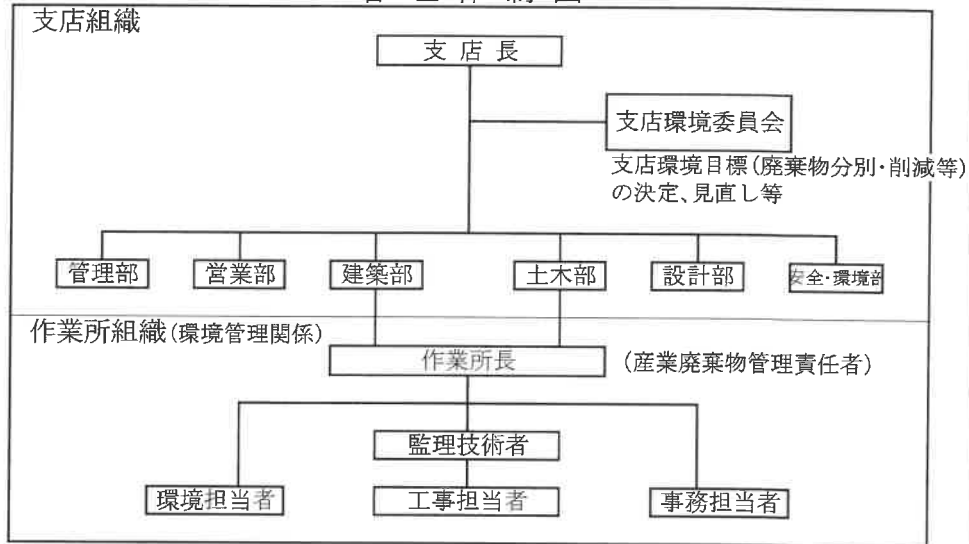 支店組織
支店長
支店環境委員会
支店環境目標(廃棄物分別・削減等)
の決定、見直し等
管理部 営業部 建築部 土木部 設計部 安全・環境部
作業所組織(環境管理関係)
作業所長 (産業廃棄物管理責任者)
監理技術者
環境担当者 工事担当者 事務担当者